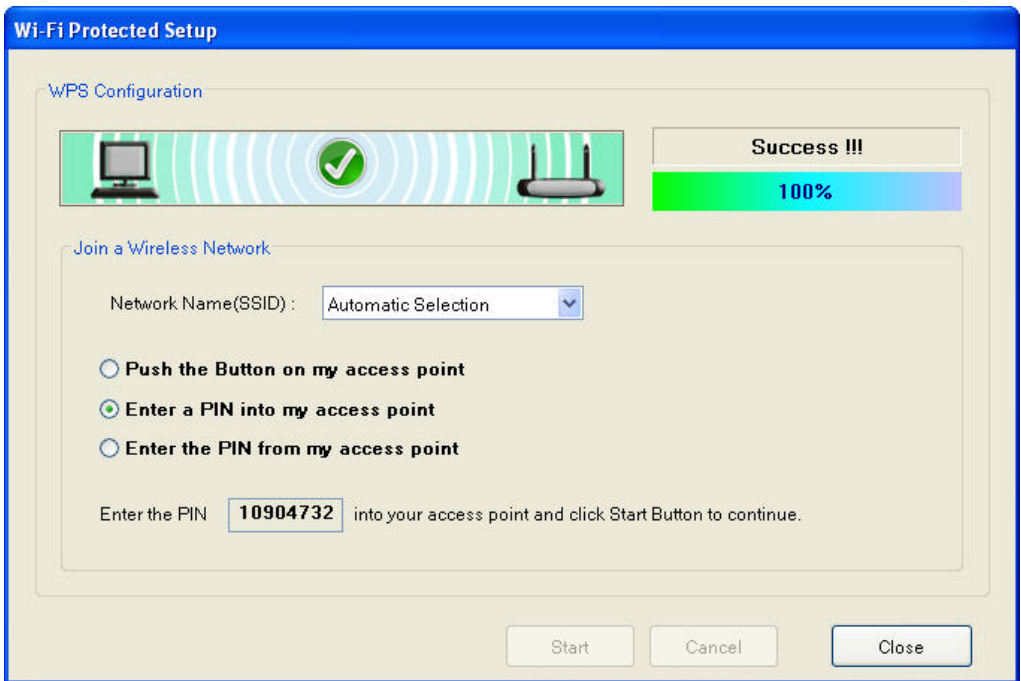 Wi-Fi Protected Setup
WPS Configuration
Success !!!
100%
Join a Wireless Network
Network Name(SSID) : Automatic Selection
Push the Button on my access point
Enter a PIN into my access point
Enter the PIN from my access point
Enter the PIN 10904732 into your access point and click Start Button to continue.
Start Cancel Close